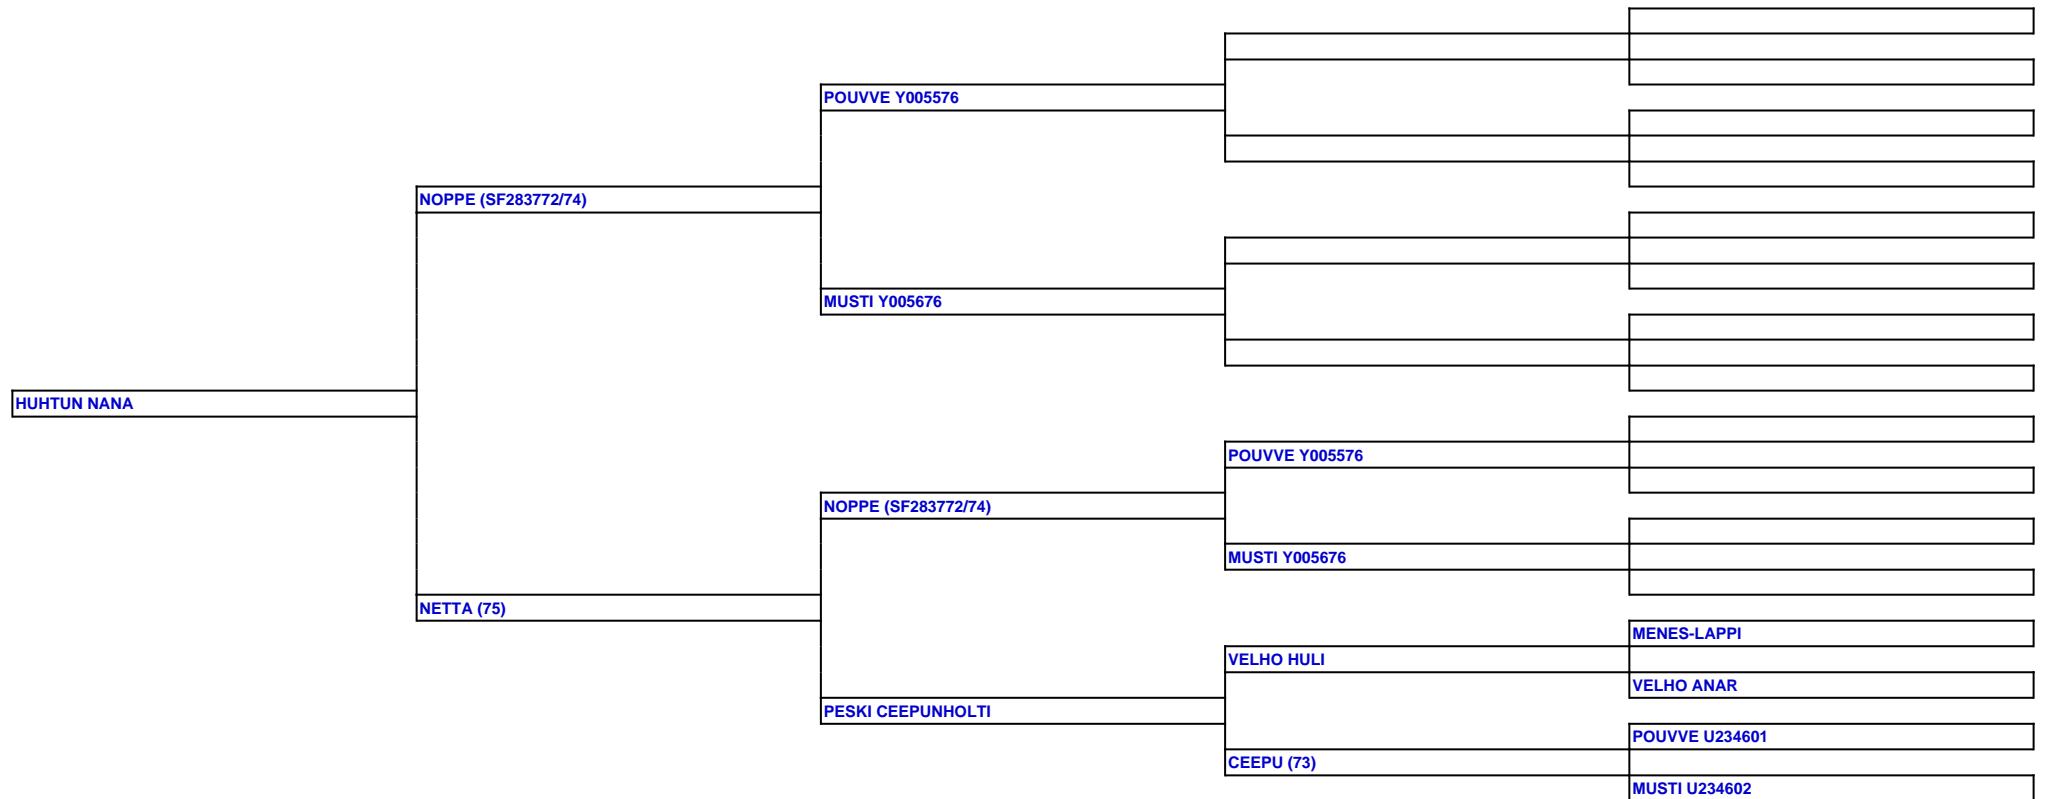 POUVVE Y005576
NOPPE (SF283772/74)
MUSTI Y005676
HUHTUN NANA
POUVVE Y005576
NOPPE (SF283772/74)
MUSTI Y005676
NETTA (75)
MENES-LAPPI
VELHO HULI
VELHO ANAR
PESKI CEEPUNHOLTI
POUVVE U234601
CEEPU (73)
MUSTI U234602